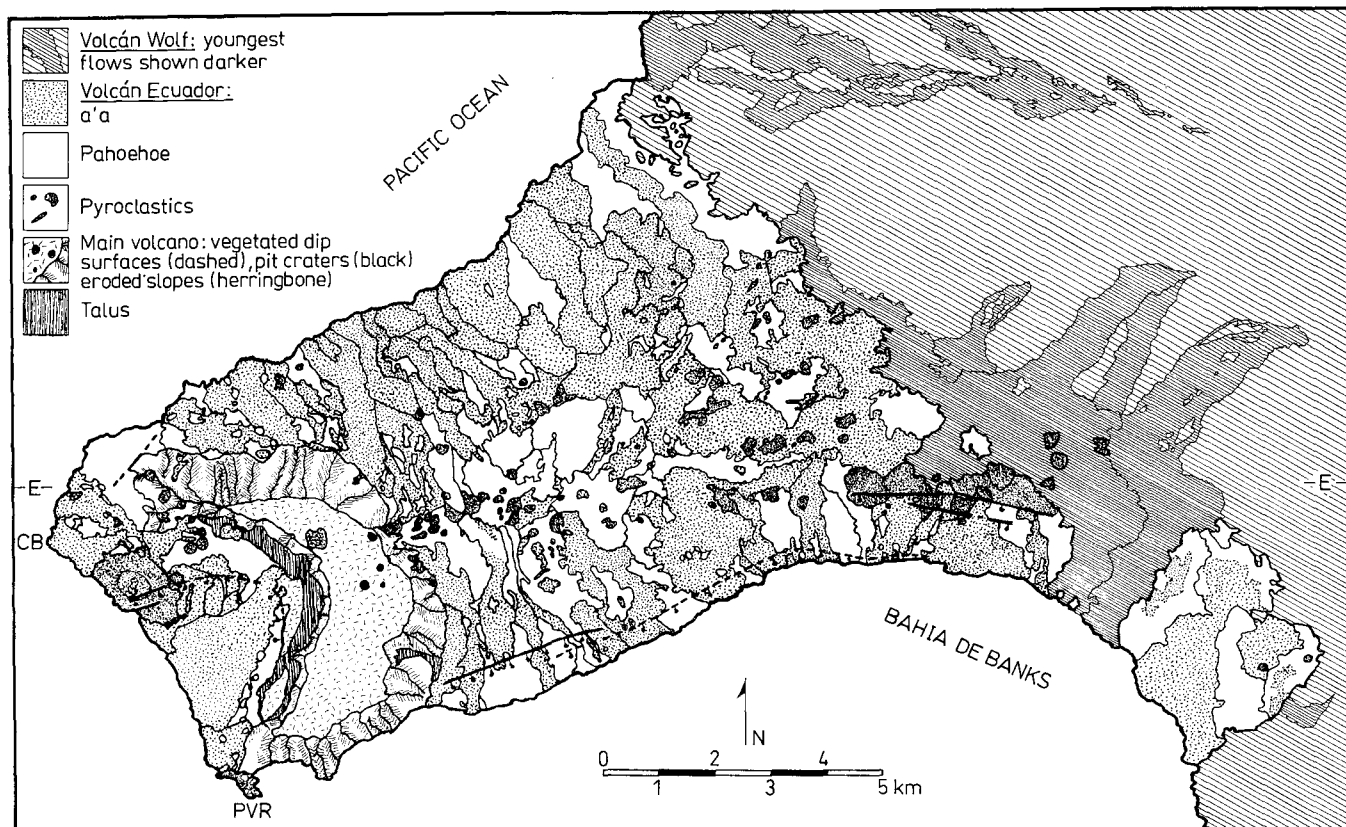 Volcán Wolf: youngest
flows shown darker
Volcán Ecuador:
a'a
Pahoehoe
Pyroclastics
Main volcano: vegetated dip
surfaces (dashed), pit craters (black)
eroded slopes (herringbone)
Talus
PACIFIC OCEAN
-E-
-E-
CB
BAHIA DE BANKS
N
0 2 4
1 3 5 km
PVR